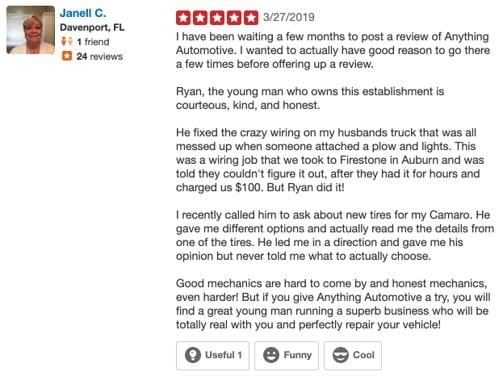 Janell C.
Davenport, FL
1 friend
24 reviews
3/27/2019
I have been waiting a few months to post a review of Anything
Automotive. I wanted to actually have good reason to go there
a few times before offering up a review.
Ryan, the young man who owns this establishment is
courteous, kind, and honest.
He fixed the crazy wiring on my husbands truck that was all
messed up when someone attached a plow and lights. This
was a wiring job that we took to Firestone in Auburn and was
told they couldn't figure it out, after they had it for hours and
charged us $100. But Ryan did it!
I recently called him to ask about new tires for my Camaro. He
gave me different options and actually read me the details from
one of the tires. He led me in a direction and gave me his
opinion but never told me what to actually choose.
Good mechanics are hard to come by and honest mechanics,
even harder! But if you give Anything Automotive a try, you will
find a great young man running a superb business who will be
totally real with you and perfectly repair your vehicle!
Useful 1
Funny
Cool